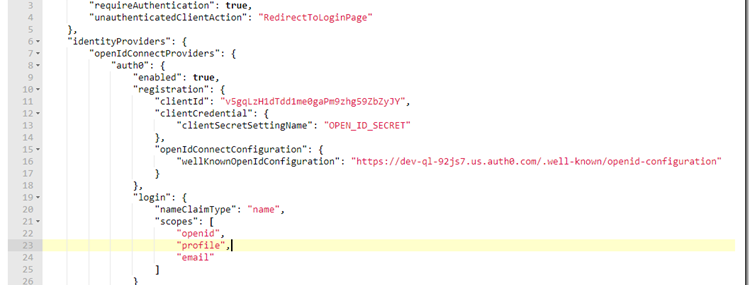 3 "requireAuthentication": true,
4 "unauthenticatedClientAction": "RedirectToLoginPage"
5 },
6 "identityProviders": {
7 "openIdConnectProviders": {
8 "auth0": {
9 "enabled": true,
10 "registration": {
11 "clientId": "v5gqLzH1dTdd1me0gaPm9zhg59ZbZyJY",
12 "clientCredential": {
13 "clientSecretSettingName": "OPEN_ID_SECRET"
14 },
15 "openIdConnectConfiguration": {
16 "wellKnownOpenIdConfiguration": "https://dev-ql-92js7.us.auth0.com/.well-known/openid-configuration"
17 }
18 },
19 "login": {
20 "nameClaimType": "name",
21 "scopes": [
22 "openid",
23 "profile",
24 "email"
25 ]
26 }